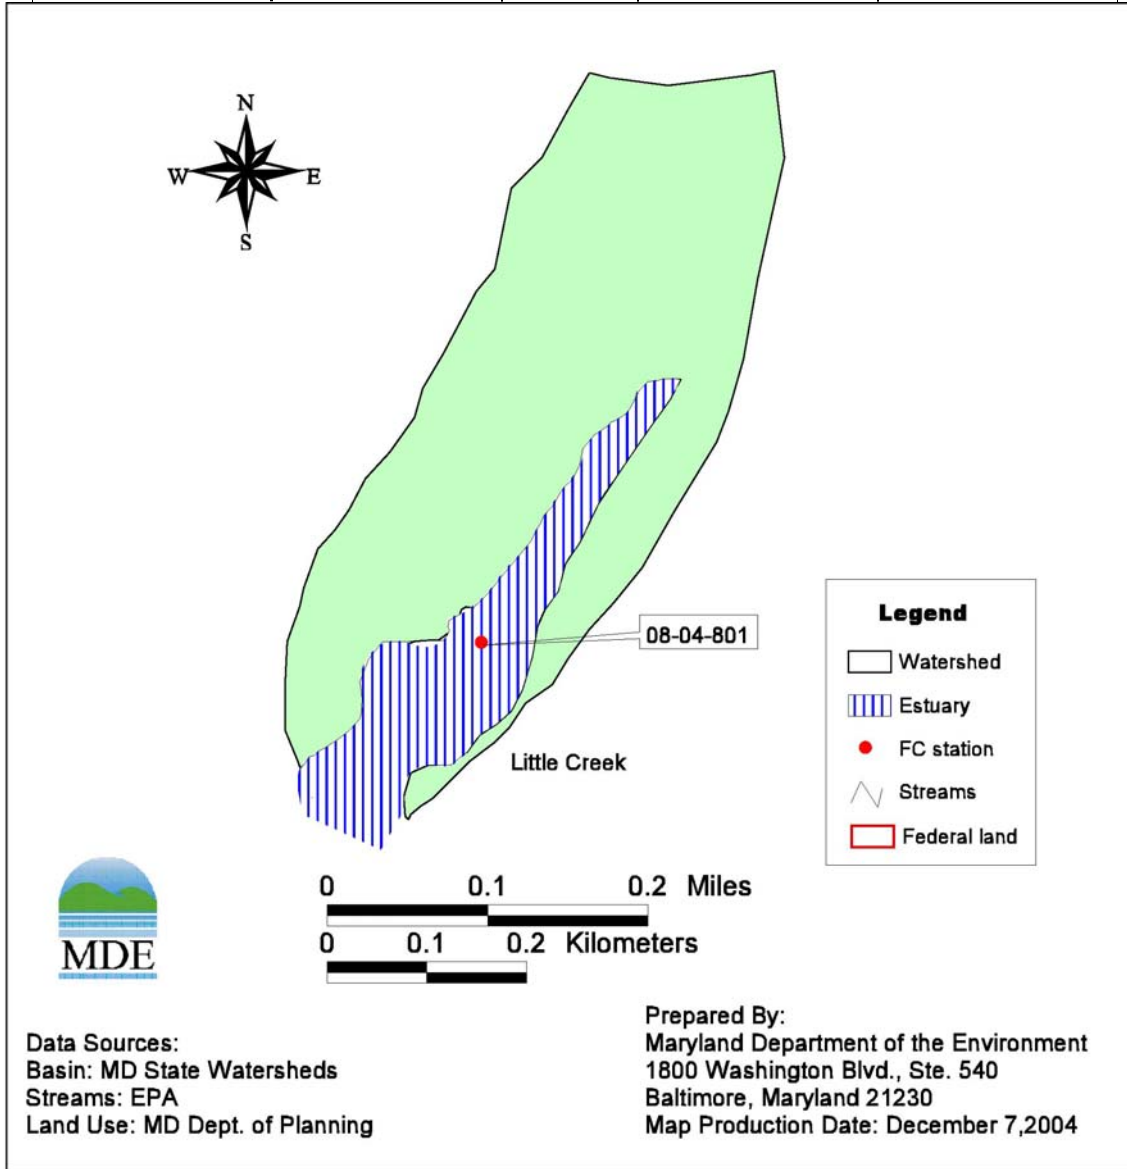 N
W E
S
08-04-801
Legend
Watershed
Estuary
FC station
Streams
Federal land
Little Creek
0 0.1 0.2 Miles
0 0.1 0.2 Kilometers
MDE
Data Sources:
Basin: MD State Watersheds
Streams: EPA
Land Use: MD Dept. of Planning
Prepared By:
Maryland Department of the Environment
1800 Washington Blvd., Ste. 540
Baltimore, Maryland 21230
Map Production Date: December 7,2004